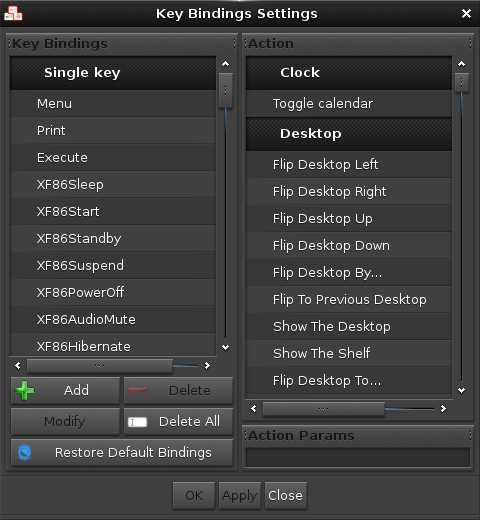 Key Bindings Settings
Key Bindings
Single key
Menu
Print
Execute
XF86Sleep
XF86Start
XF86Standby
XF86Suspend
XF86PowerOff
XF86AudioMute
XF86Hibernate
Add
Delete
Modify
Delete All
Restore Default Bindings
Action
Clock
Toggle calendar
Desktop
Flip Desktop Left
Flip Desktop Right
Flip Desktop Up
Flip Desktop Down
Flip Desktop By...
Flip To Previous Desktop
Show The Desktop
Show The Shelf
Flip Desktop To...
Action Params
OK
Apply
Close